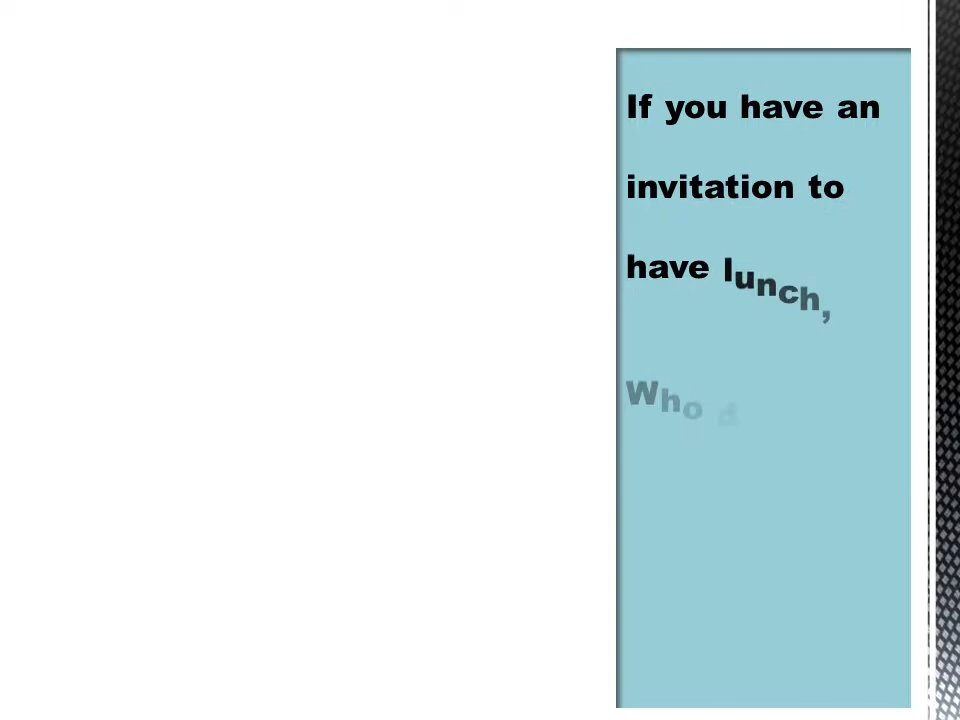 If you have an
invitation to
have lunch,
Who d